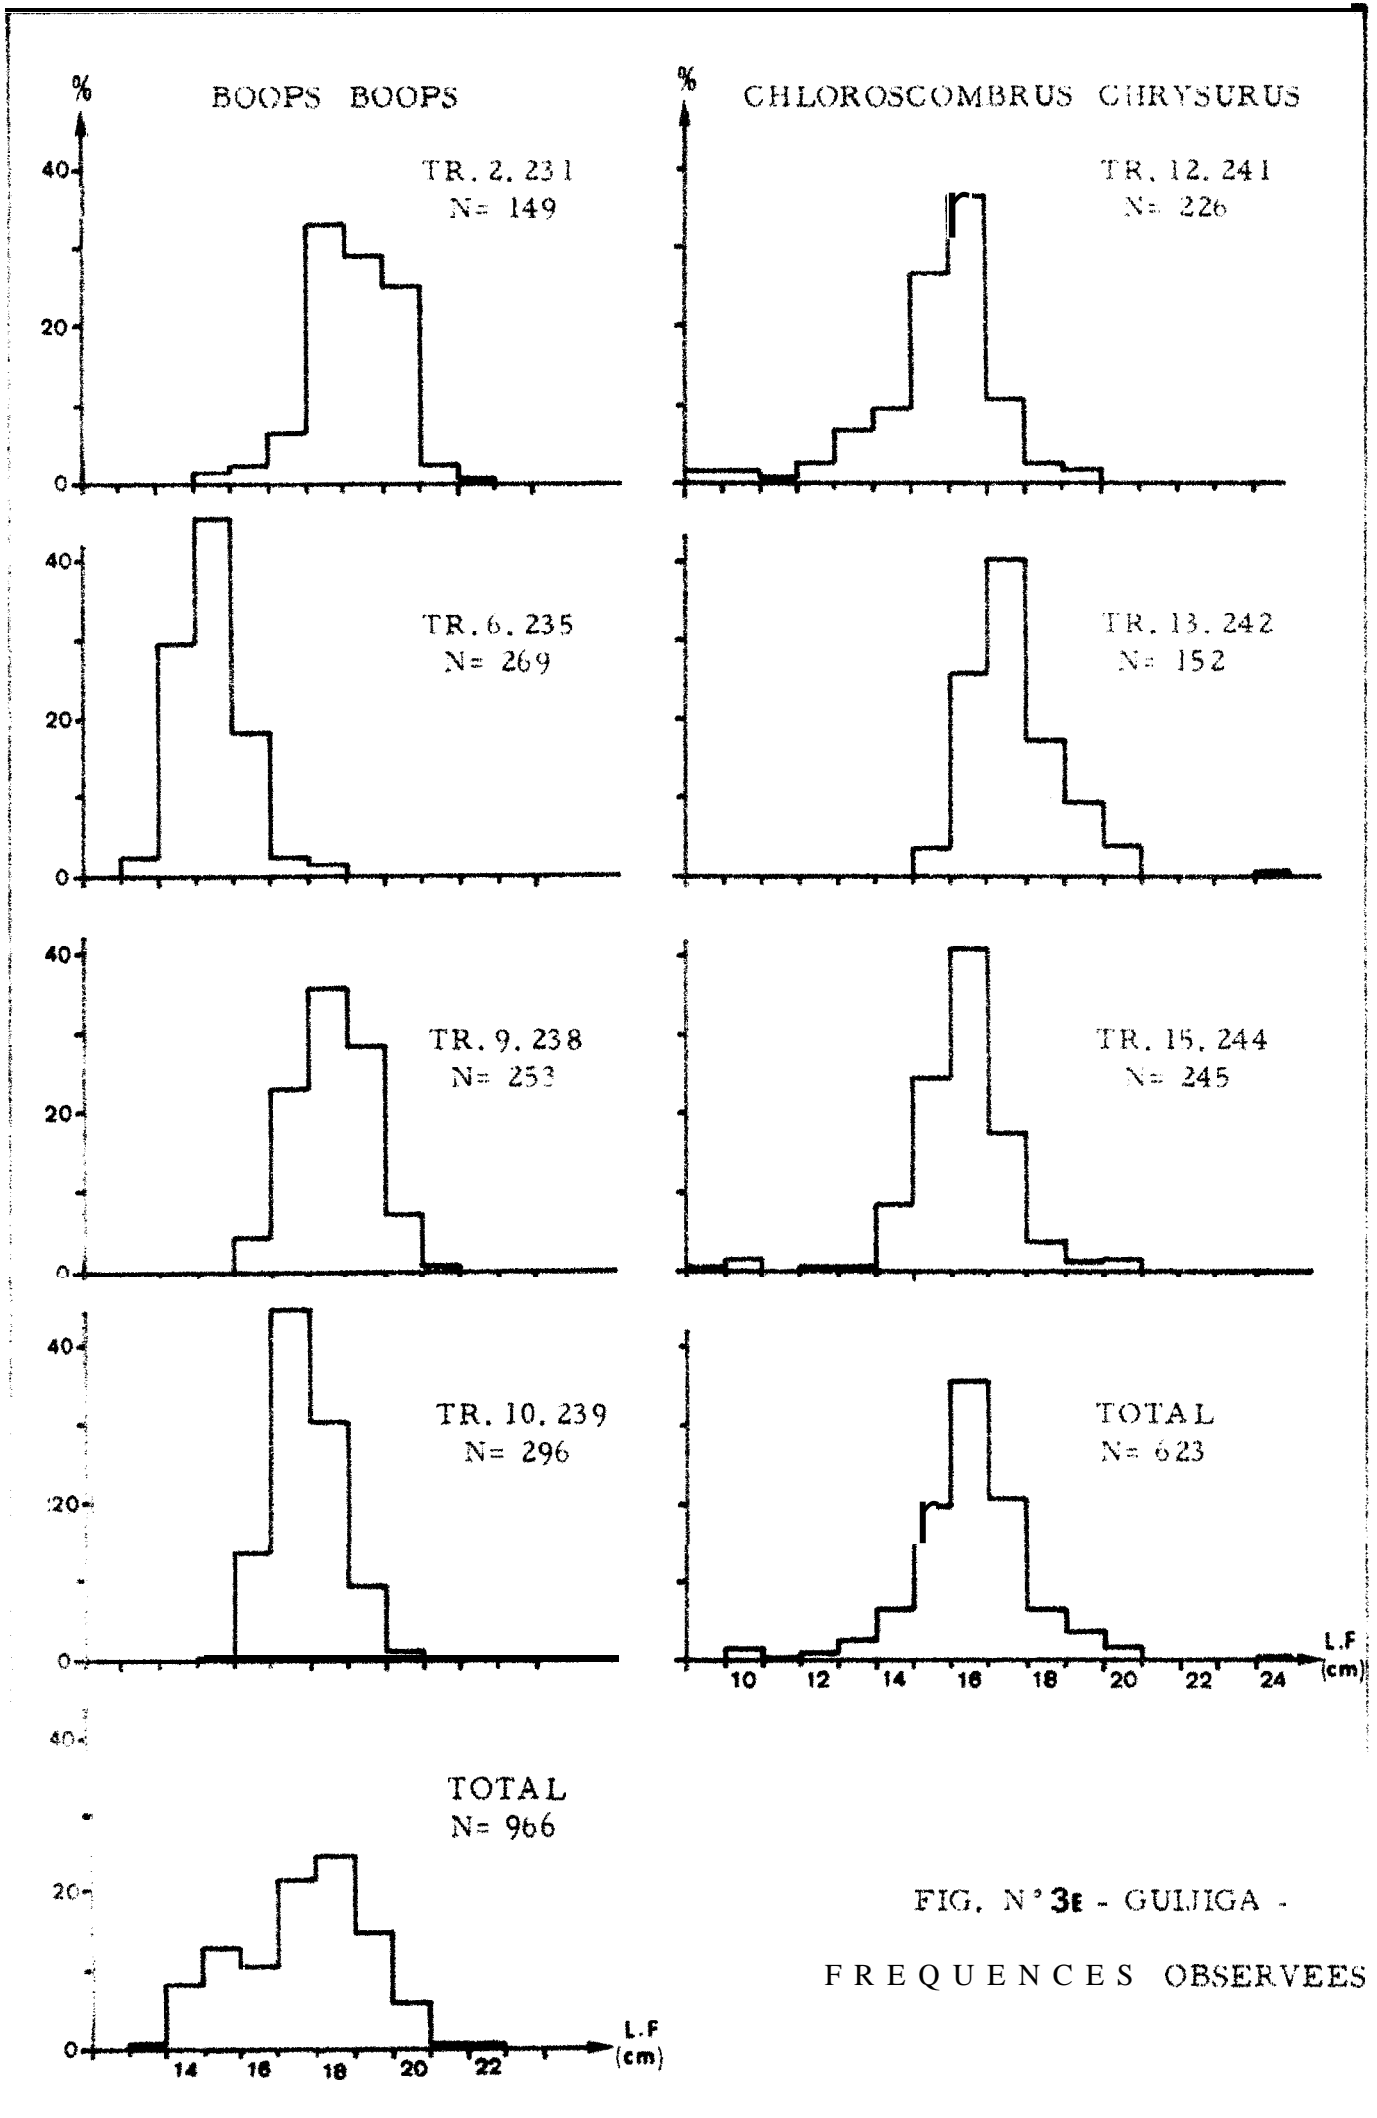 %
BOOPS BOOPS
TR. 2. 231
N= 149
40
20
0
TR. 6. 235
N= 269
40
20
0
TR. 9. 238
N= 253
40
20
0
TR. 10. 239
N= 296
40
20
0
TOTAL
N= 966
40
20
0
14 16 18 20 22
L.F
(cm)
%
CHLOROSCOMBRUS CHRYSURUS
TR. 12. 241
N= 226
TR. 13. 242
N= 152
TR. 15. 244
N= 245
TOTAL
N= 623
10 12 14 16 18 20 22 24
L.F
(cm)
FIG. N° 3E - GUIJIGA -
FREQUENCES OBSERVEES